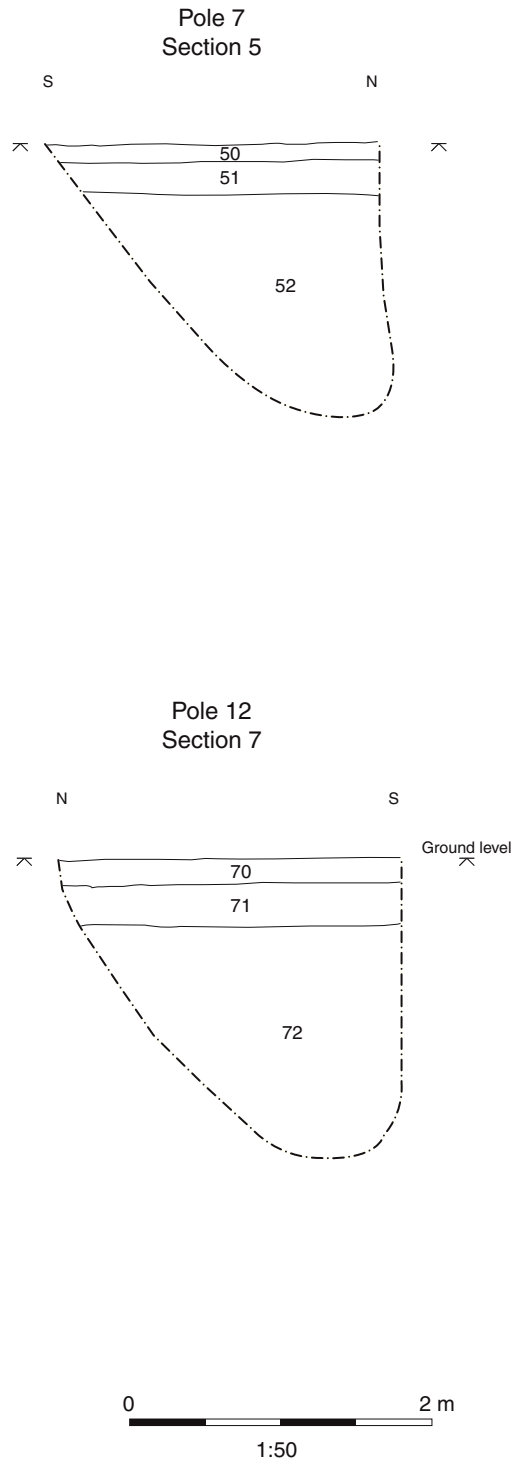 Pole 7
Section 5
S N
50
51
52
Pole 12
Section 7
N S
Ground level
70
71
72
0 2 m
1:50